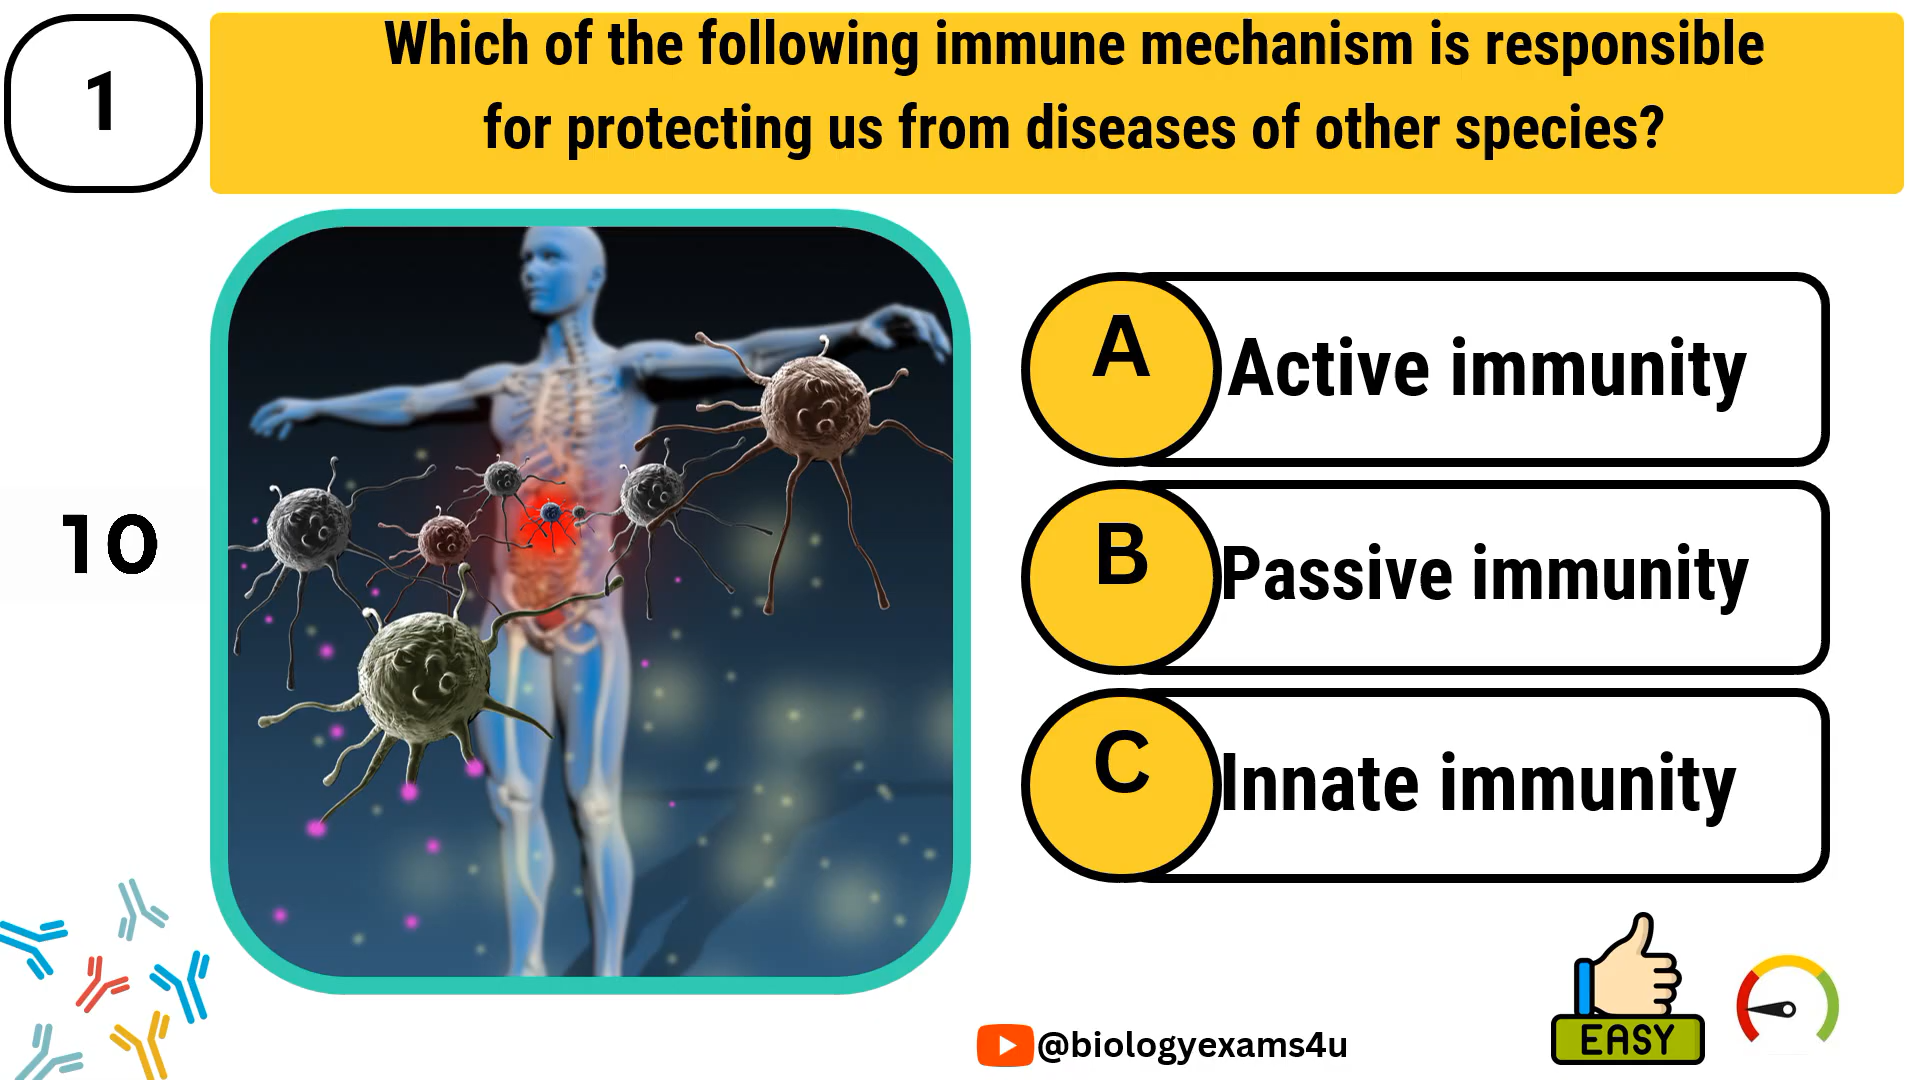 1
Which of the following immune mechanism is responsible
for protecting us from diseases of other species?
10
A
Active immunity
B
Passive immunity
C
Innate immunity
EASY
@biologyexams4u